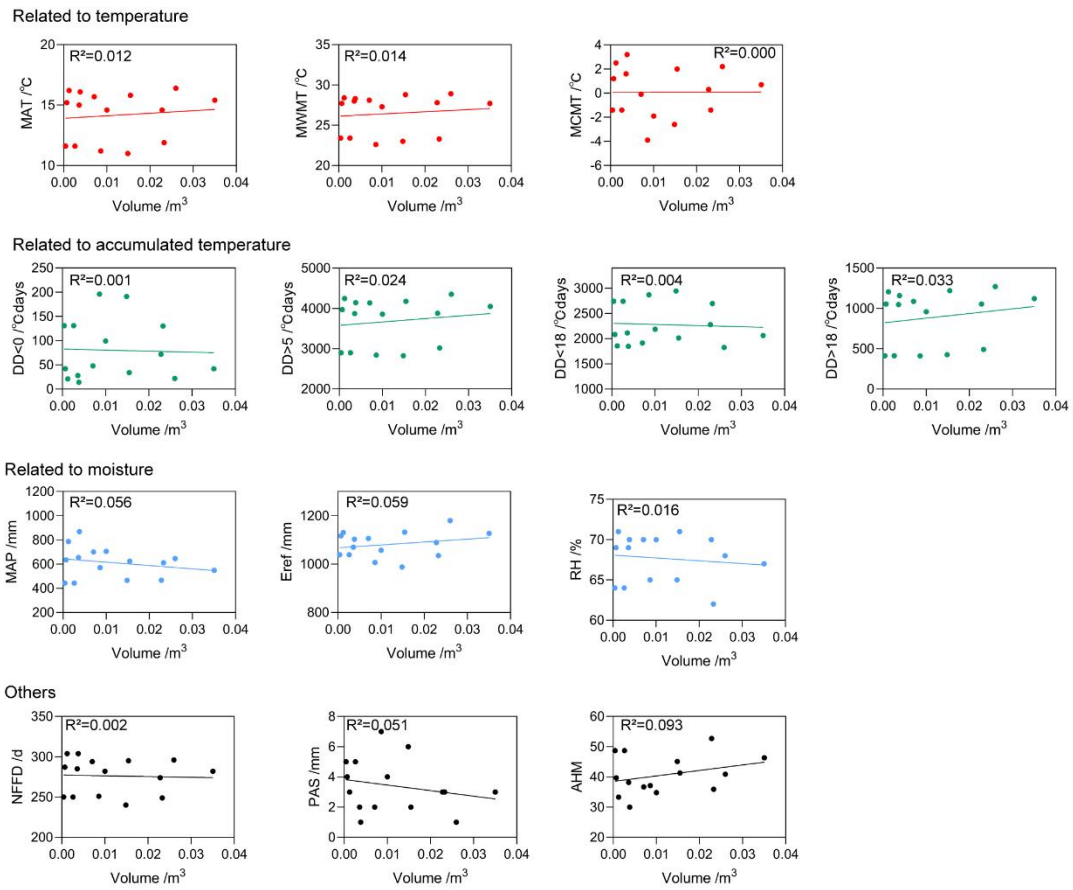 Related to temperature
R²=0.012
20
15
10
MAT /°C
0.00 0.01 0.02 0.03 0.04
Volume /m³
R²=0.014
35
30
25
20
MWMT /°C
0.00 0.01 0.02 0.03 0.04
Volume /m³
R²=0.000
4
2
0
-2
-4
-6
MCMT /°C
0.00 0.01 0.02 0.03 0.04
Volume /m³
Related to accumulated temperature
R²=0.001
250
200
150
100
50
0
DD<0 /°Cdays
0.00 0.01 0.02 0.03 0.04
Volume /m³
R²=0.024
5000
4000
3000
2000
DD>5 /°Cdays
0.00 0.01 0.02 0.03 0.04
Volume /m³
R²=0.004
3000
2500
2000
1500
1000
DD<18 /°Cdays
0.00 0.01 0.02 0.03 0.04
Volume /m³
R²=0.033
1500
1000
500
0
DD>18 /°Cdays
0.00 0.01 0.02 0.03 0.04
Volume /m³
Related to moisture
R²=0.056
1200
1000
800
600
400
200
MAP /mm
0.00 0.01 0.02 0.03 0.04
Volume /m³
R²=0.059
1200
1000
800
Eref /mm
0.00 0.01 0.02 0.03 0.04
Volume /m³
R²=0.016
75
70
65
60
RH /%
0.00 0.01 0.02 0.03 0.04
Volume /m³
Others
R²=0.002
350
300
250
200
NFFD /d
0.00 0.01 0.02 0.03 0.04
Volume /m³
R²=0.051
8
6
4
2
0
PAS /mm
0.00 0.01 0.02 0.03 0.04
Volume /m³
R²=0.093
60
50
40
30
20
AHM
0.00 0.01 0.02 0.03 0.04
Volume /m³